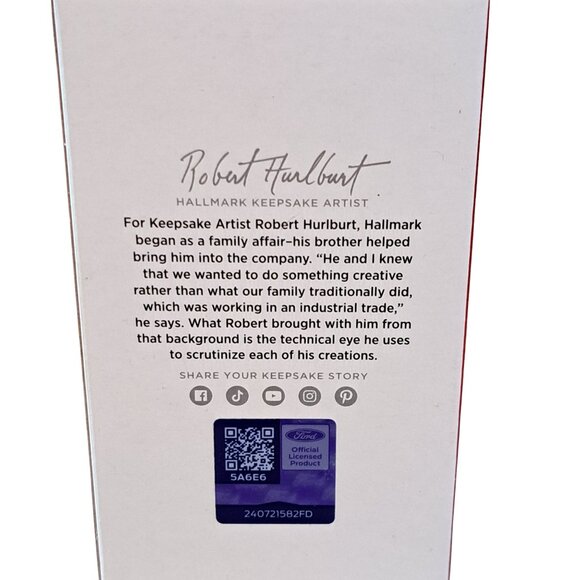 Robert Hurlburt
HALLMARK KEEPSAKE ARTIST
For Keepsake Artist Robert Hurlburt, Hallmark
began as a family affair–his brother helped
bring him into the company. “He and I knew
that we wanted to do something creative
rather than what our family traditionally did,
which was working in an industrial trade,”
he says. What Robert brought with him from
that background is the technical eye he uses
to scrutinize each of his creations.
SHARE YOUR KEEPSAKE STORY
5A6E6
Ford
Official
Licensed
Product
240721582FD